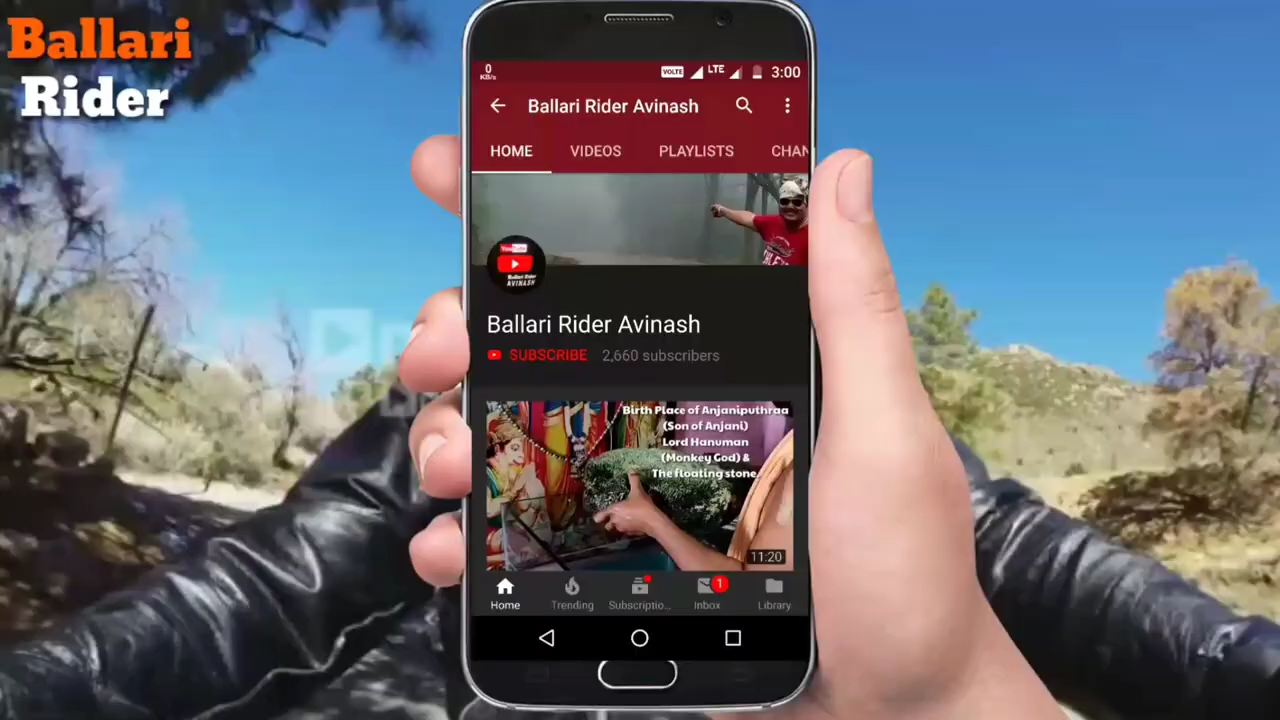 Ballari
Rider
0
KB/s
VOLTE
LTE
3:00
Ballari Rider Avinash
HOME
VIDEOS
PLAYLISTS
CHAN
YouTube
Ballari Rider
AVINASH
Ballari Rider Avinash
SUBSCRIBE
2,660 subscribers
Birth Place of Anjaniputhraa
(Son of Anjani)
Lord Hanuman
(Monkey God) &
The floating stone
11:20
Home
Trending
Subscriptio...
1
Inbox
Library